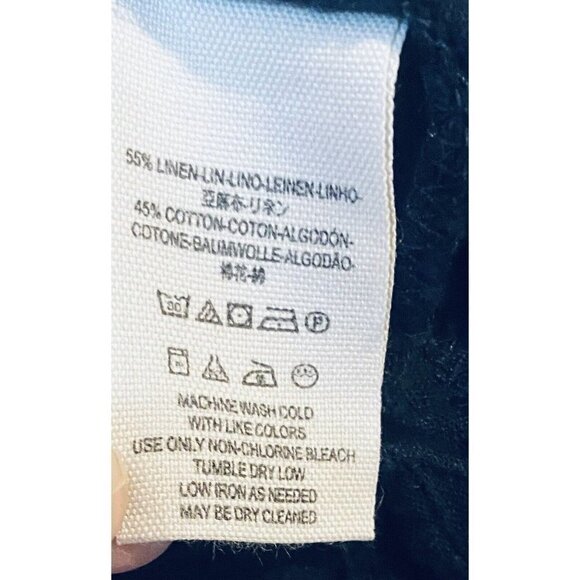 55% LINEN-LIN-LINO-LEINEN-LINHO-
亞麻布-リネン
45% COTTON-COTON-ALGODÓN-
COTONE-BAUMWOLLE-ALGODÃO-
棉花-綿
30 P
MACHINE WASH COLD
WITH LIKE COLORS
USE ONLY NON-CHLORINE BLEACH
TUMBLE DRY LOW
LOW IRON AS NEEDED
MAY BE DRY CLEANED